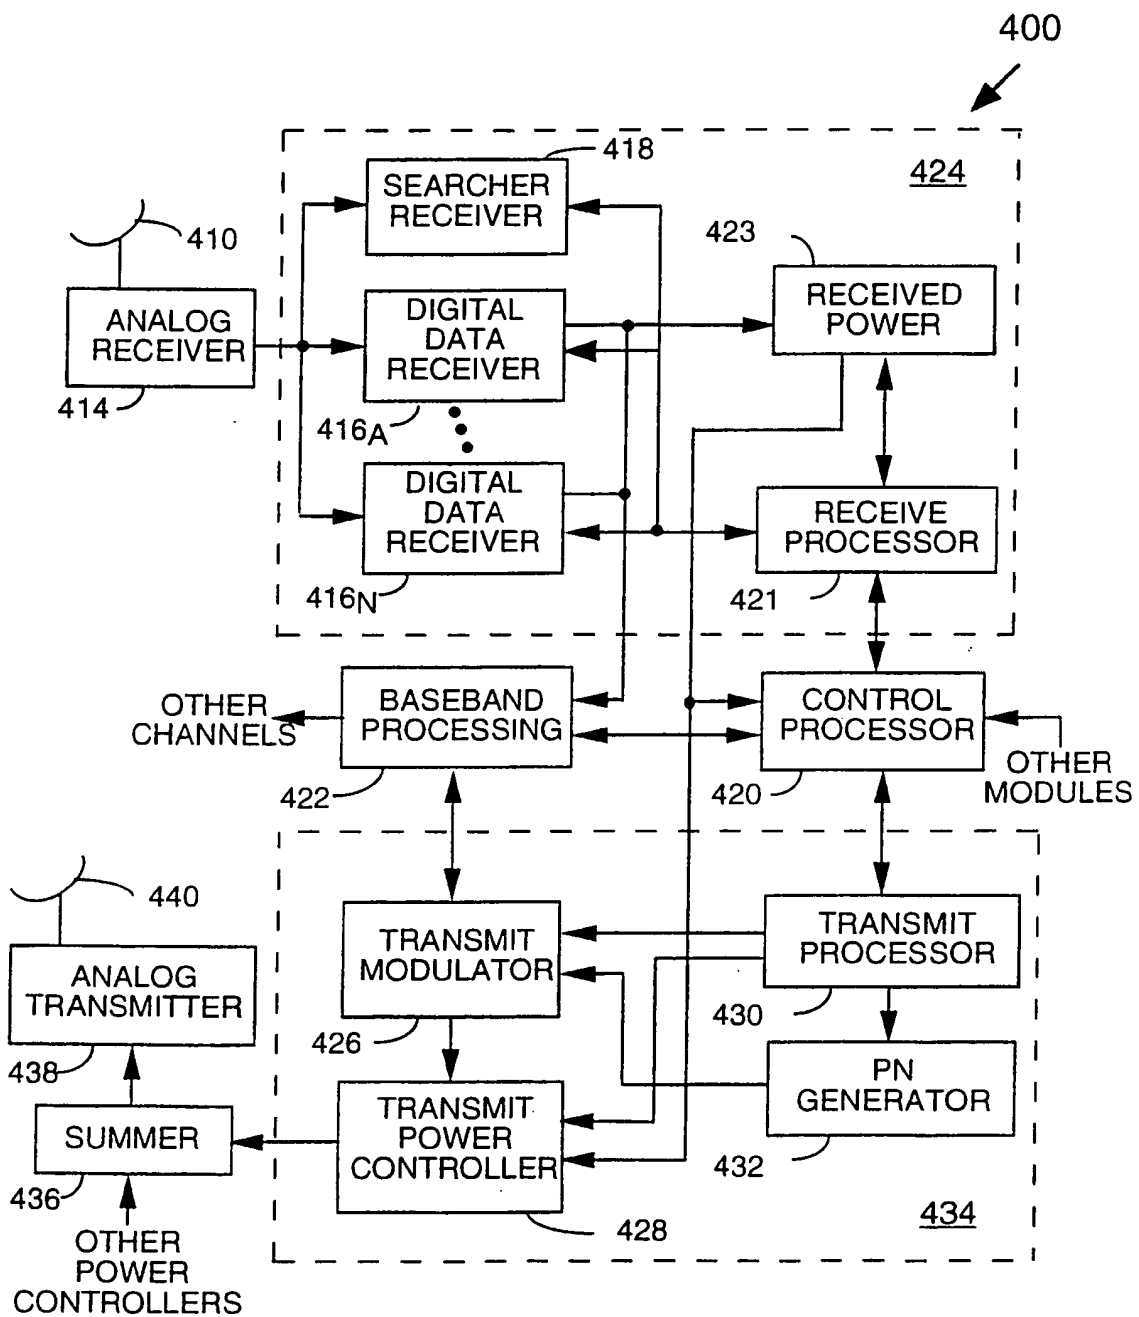 400
418
424
SEARCHER
RECEIVER
410
423
ANALOG
RECEIVER
414
DIGITAL
DATA
RECEIVER
416A
RECEIVED
POWER
DIGITAL
DATA
RECEIVER
416N
RECEIVE
PROCESSOR
421
OTHER
CHANNELS
BASEBAND
PROCESSING
422
CONTROL
PROCESSOR
420
OTHER
MODULES
440
ANALOG
TRANSMITTER
438
TRANSMIT
MODULATOR
426
TRANSMIT
PROCESSOR
430
SUMMER
436
TRANSMIT
POWER
CONTROLLER
428
PN
GENERATOR
432
434
OTHER
POWER
CONTROLLERS